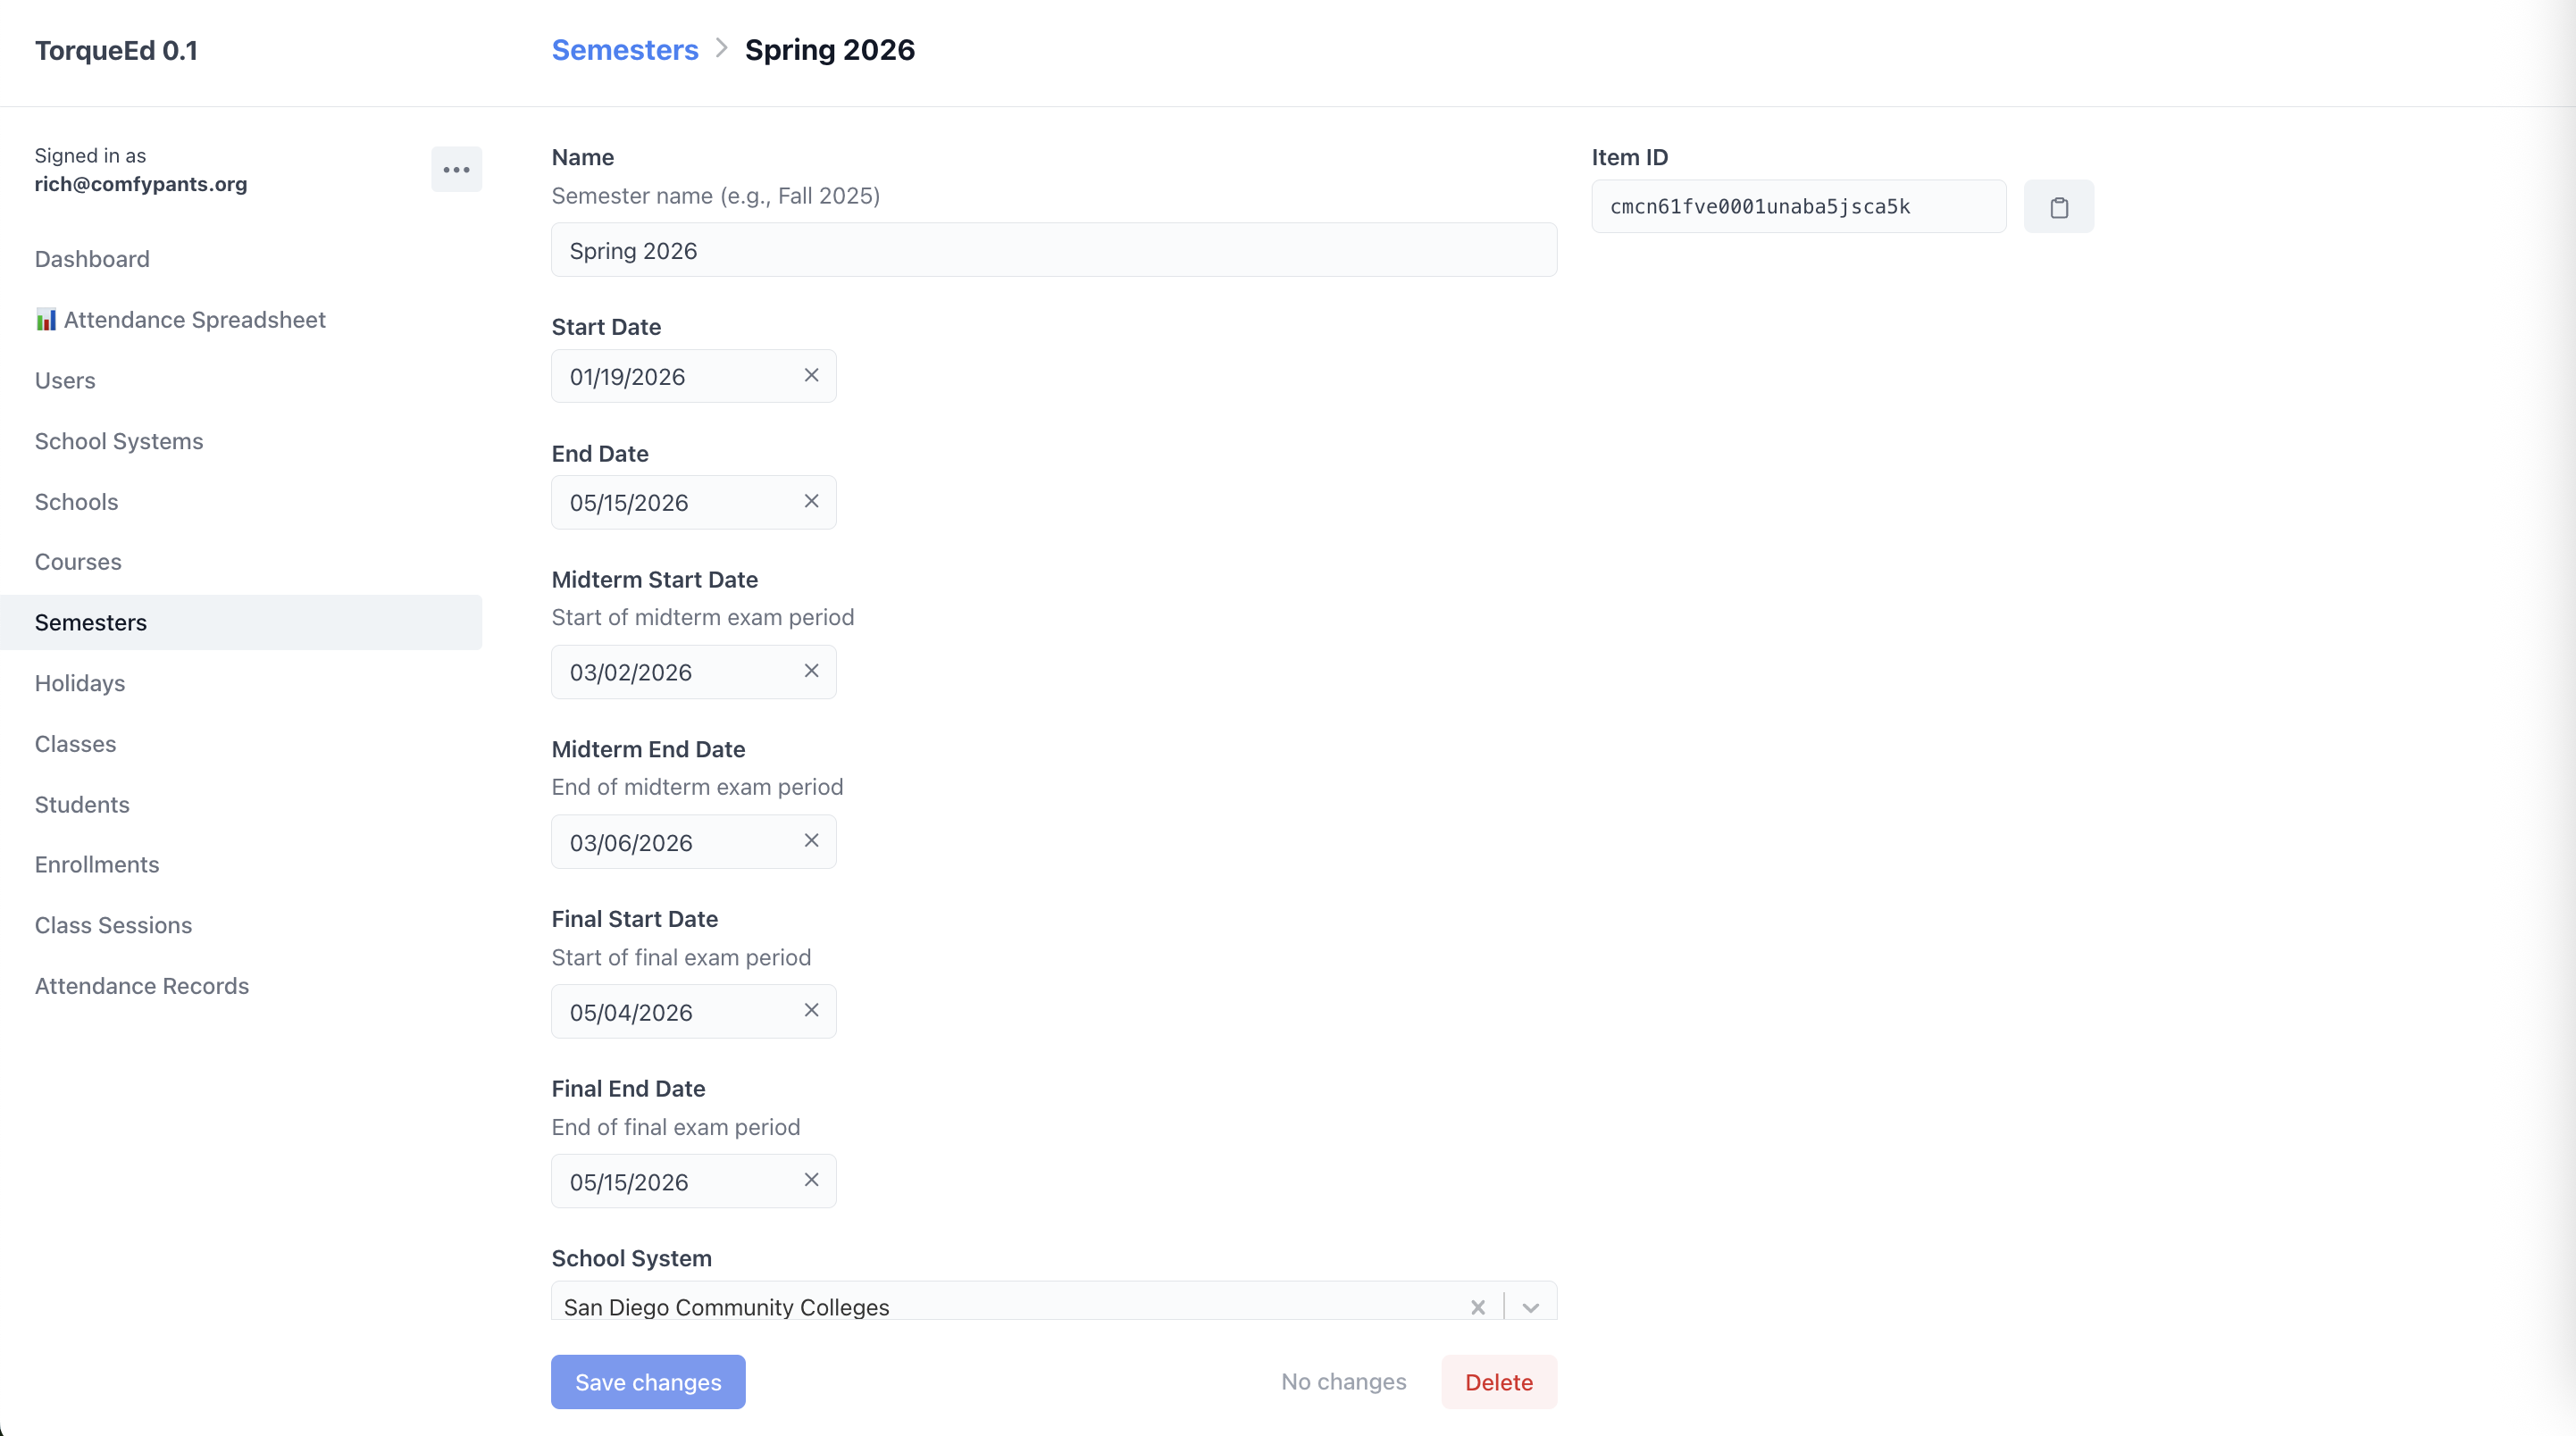 TorqueEd 0.1
Semesters > Spring 2026
Signed in as
rich@comfypants.org
Dashboard
Attendance Spreadsheet
Users
School Systems
Schools
Courses
Semesters
Holidays
Classes
Students
Enrollments
Class Sessions
Attendance Records
Name
Semester name (e.g., Fall 2025)
Spring 2026
Start Date
01/19/2026
End Date
05/15/2026
Midterm Start Date
Start of midterm exam period
03/02/2026
Midterm End Date
End of midterm exam period
03/06/2026
Final Start Date
Start of final exam period
05/04/2026
Final End Date
End of final exam period
05/15/2026
School System
San Diego Community Colleges
Save changes
No changes
Delete
Item ID
cmcn61fve0001unaba5jsca5k